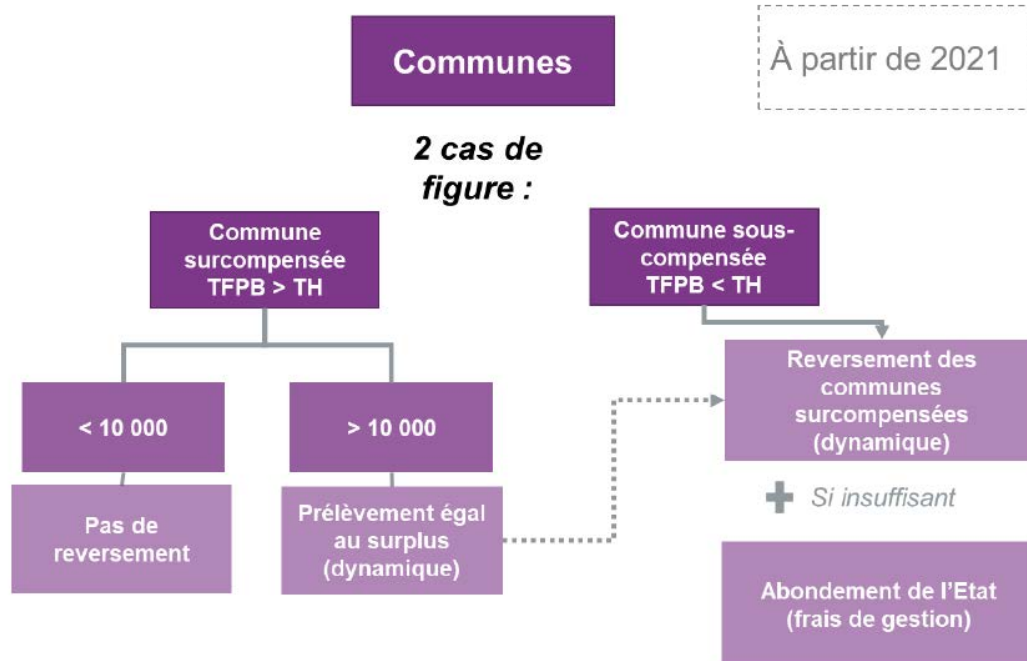 Communes
À partir de 2021
2 cas de
figure :
Commune
surcompensée
TFPB > TH
Commune sous-
compensée
TFPB < TH
< 10 000
> 10 000
Reversement des
communes
surcompensées
(dynamique)
Pas de
reversement
Prélèvement égal
au surplus
(dynamique)
Si insuffisant
Abondement de l'Etat
(frais de gestion)